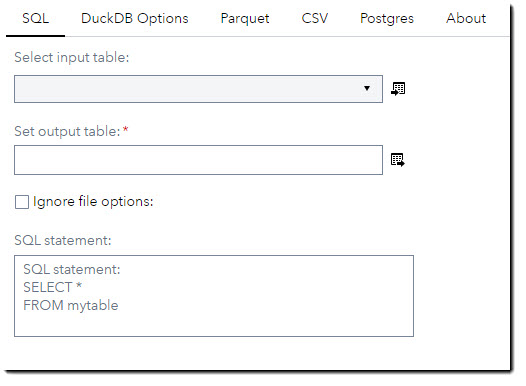 SQL DuckDB Options Parquet CSV Postgres About
Select input table:
Set output table: *
Ignore file options:
SQL statement:
SQL statement:
SELECT *
FROM mytable